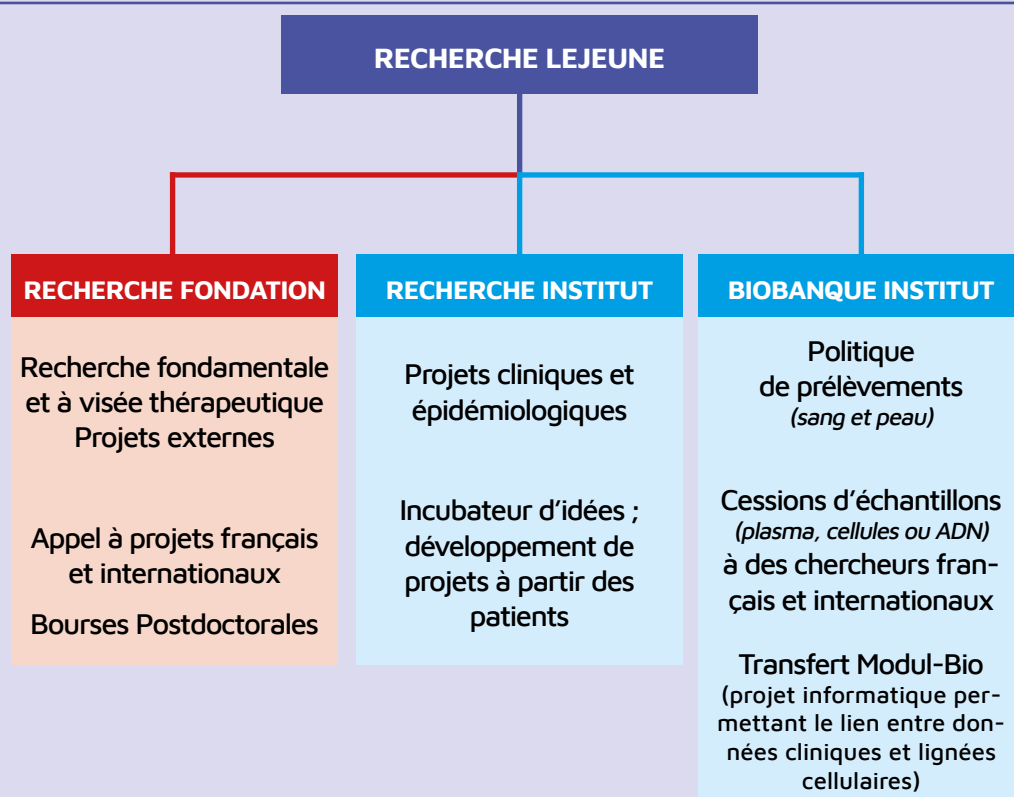 RECHERCHE LEJEUNE
RECHERCHE FONDATION
Recherche fondamentale
et à visée thérapeutique
Projets externes
Appel à projets français
et internationaux
Bourses Postdoctorales
RECHERCHE INSTITUT
Projets cliniques et
épidémiologiques
Incubateur d'idées ;
développement de
projets à partir des
patients
BIOBANQUE INSTITUT
Politique
de prélèvements
(sang et peau)
Cessions d'échantillons
(plasma, cellules ou ADN)
à des chercheurs fran-
çais et internationaux
Transfert Modul-Bio
(projet informatique per-
mettant le lien entre don-
nées cliniques et lignées
cellulaires)